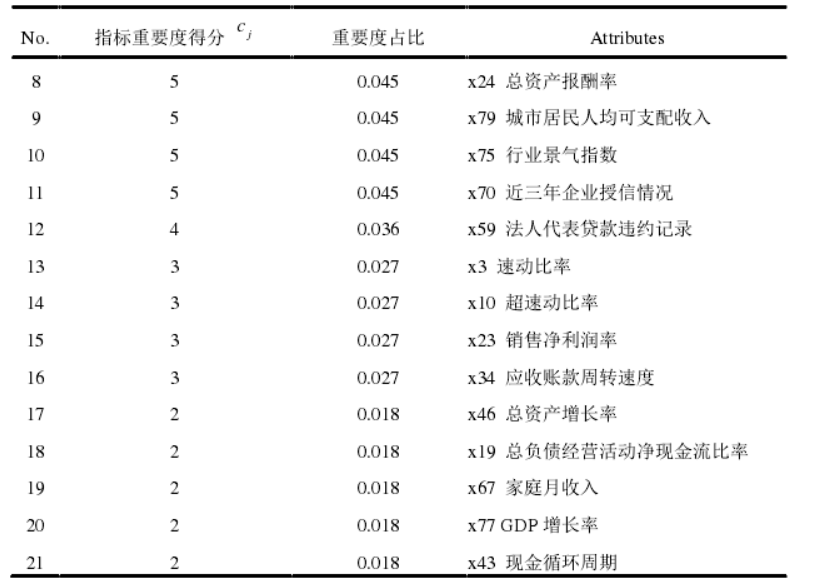 No. 指标重要度得分 cj 重要度占比 Attributes
8 5 0.045 x24 总资产报酬率
9 5 0.045 x79 城市居民人均可支配收入
10 5 0.045 x75 行业景气指数
11 5 0.045 x70 近三年企业授信情况
12 4 0.036 x59 法人代表贷款违约记录
13 3 0.027 x3 速动比率
14 3 0.027 x10 超速动比率
15 3 0.027 x23 销售净利润率
16 3 0.027 x34 应收账款周转速度
17 2 0.018 x46 总资产增长率
18 2 0.018 x19 总负债经营活动净现金流比率
19 2 0.018 x67 家庭月收入
20 2 0.018 x77 GDP 增长率
21 2 0.018 x43 现金循环周期